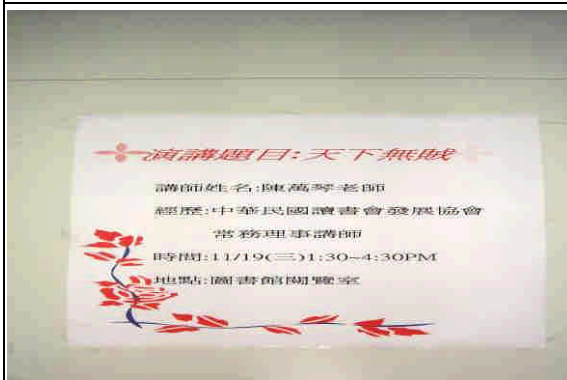 演講題目:天下無賊
講師姓名:陳萬琴老師
經歷:中華民國讀書會發展協會
常務理事講師
時間:11/19(三)1:30~4:30PM
地點:圖書館閱覽室